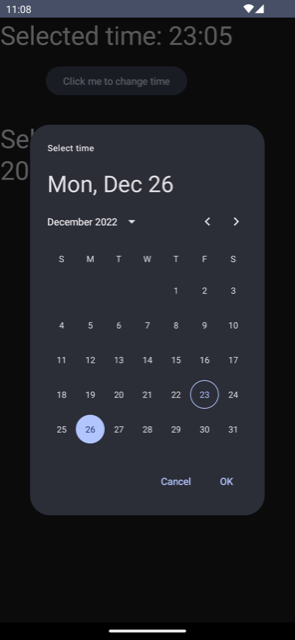 11:08
Selected time: 23:05
Click me to change time
Sel
20
Select time
Mon, Dec 26
December 2022
S M T W T F S
1 2 3
4 5 6 7 8 9 10
11 12 13 14 15 16 17
18 19 20 21 22 23 24
25 26 27 28 29 30 31
Cancel OK